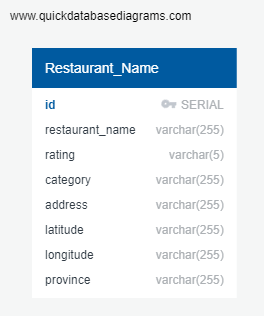 www.quickdatabasediagrams.com
Restaurant_Name
id SERIAL
restaurant_name varchar(255)
rating varchar(5)
category varchar(255)
address varchar(255)
latitude varchar(255)
longitude varchar(255)
province varchar(255)